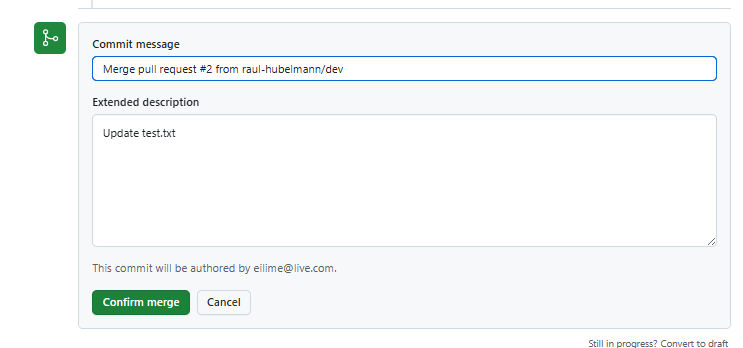 Commit message
Merge pull request #2 from raul-hubelmann/dev
Extended description
Update test.txt
This commit will be authored by eilime@live.com.
Confirm merge
Cancel
Still in progress? Convert to draft